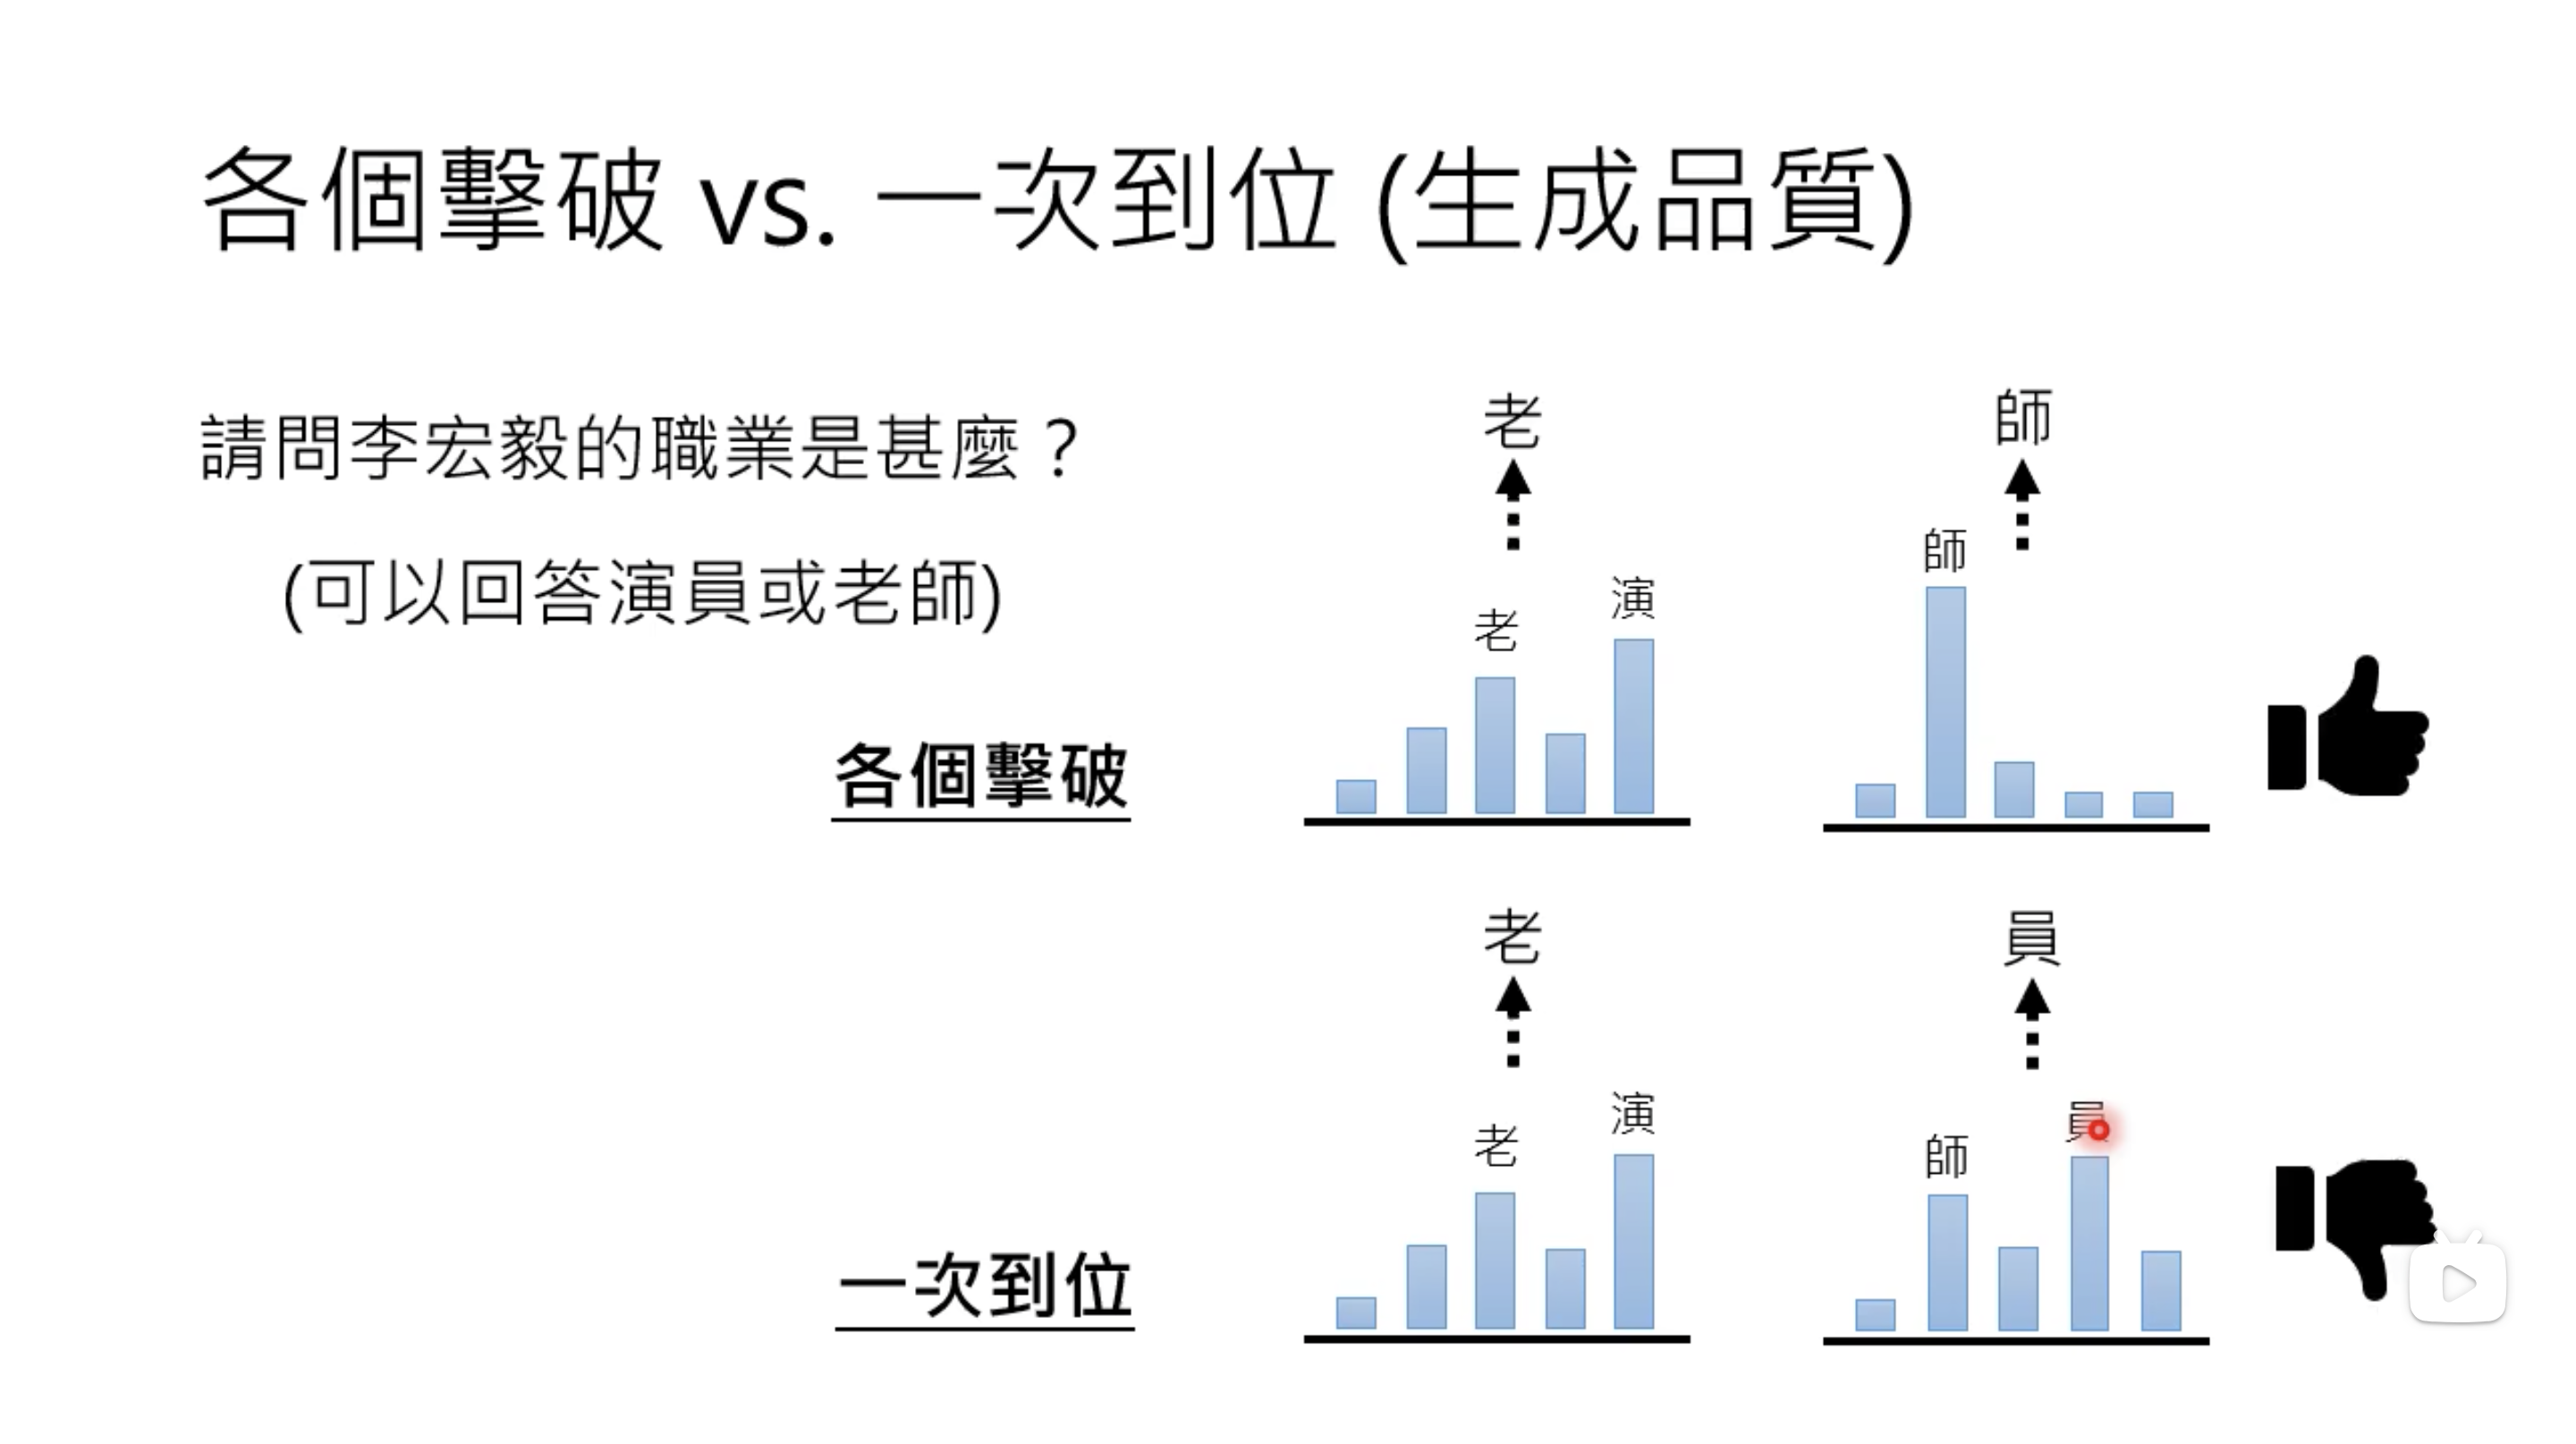 各個擊破 vs. 一次到位 (生成品質)
請問李宏毅的職業是甚麼？
(可以回答演員或老師)
老
師
師
演
老
各個擊破
老
員
演
員
老
師
一次到位